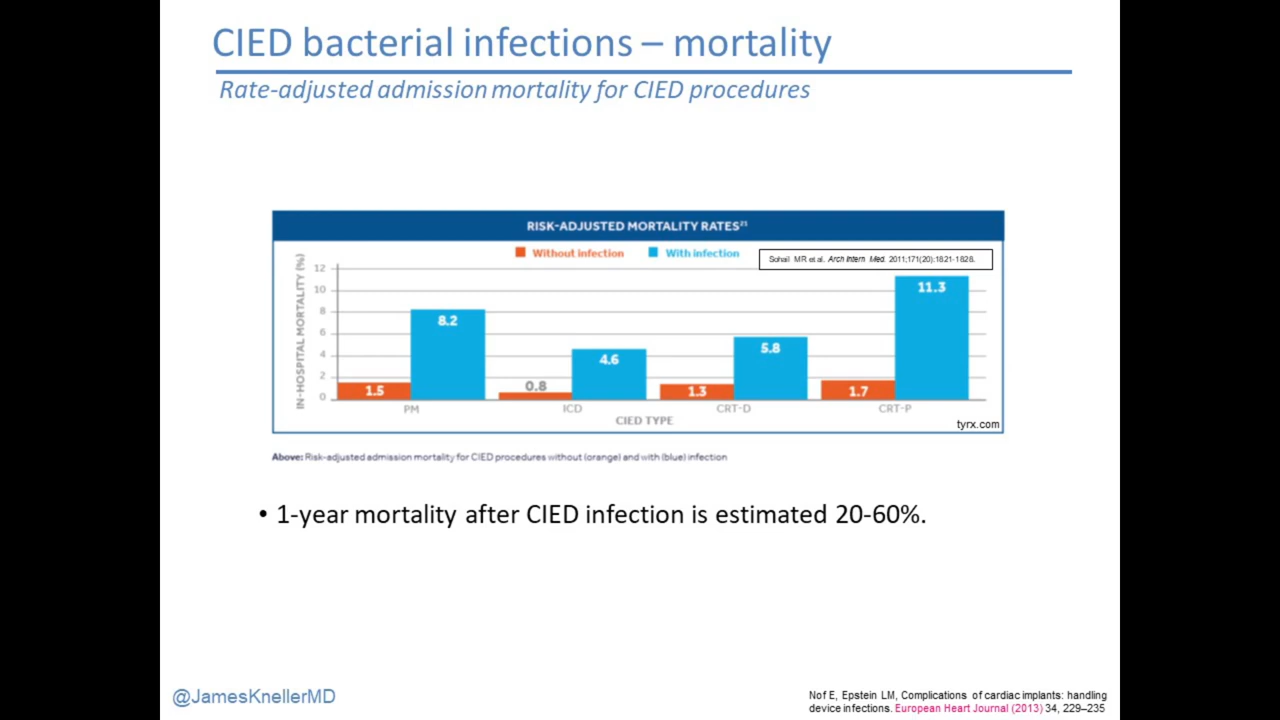 CIED bacterial infections – mortality
Rate-adjusted admission mortality for CIED procedures
RISK-ADJUSTED MORTALITY RATES²¹
Without infection
With infection
Sohail MR et al. Arch Intern Med. 2011;171(20):1821-1828.
IN-HOSPITAL MORTALITY (%)
12
10
8
6
4
2
0
1.5
8.2
0.8
4.6
1.3
5.8
1.7
11.3
PM
ICD
CRT-D
CRT-P
CIED TYPE
tyrx.com
Above: Risk-adjusted admission mortality for CIED procedures without (orange) and with (blue) infection
• 1-year mortality after CIED infection is estimated 20-60%.
@JamesKnellerMD
Nof E, Epstein LM, Complications of cardiac implants: handling
device infections. European Heart Journal (2013) 34, 229–235